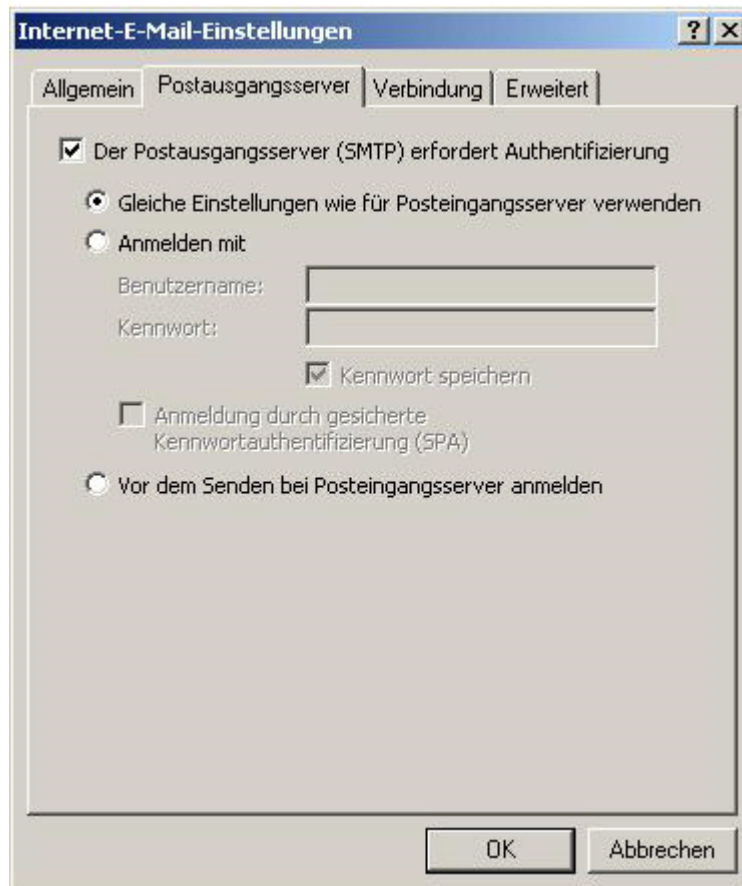 Internet-E-Mail-Einstellungen
Allgemein Postausgangsserver Verbindung Erweitert
Der Postausgangsserver (SMTP) erfordert Authentifizierung
Gleiche Einstellungen wie für Posteingangsserver verwenden
Anmelden mit
Benutzername:
Kennwort:
Kennwort speichern
Anmeldung durch gesicherte
Kennwortauthentifizierung (SPA)
Vor dem Senden bei Posteingangsserver anmelden
OK Abbrechen